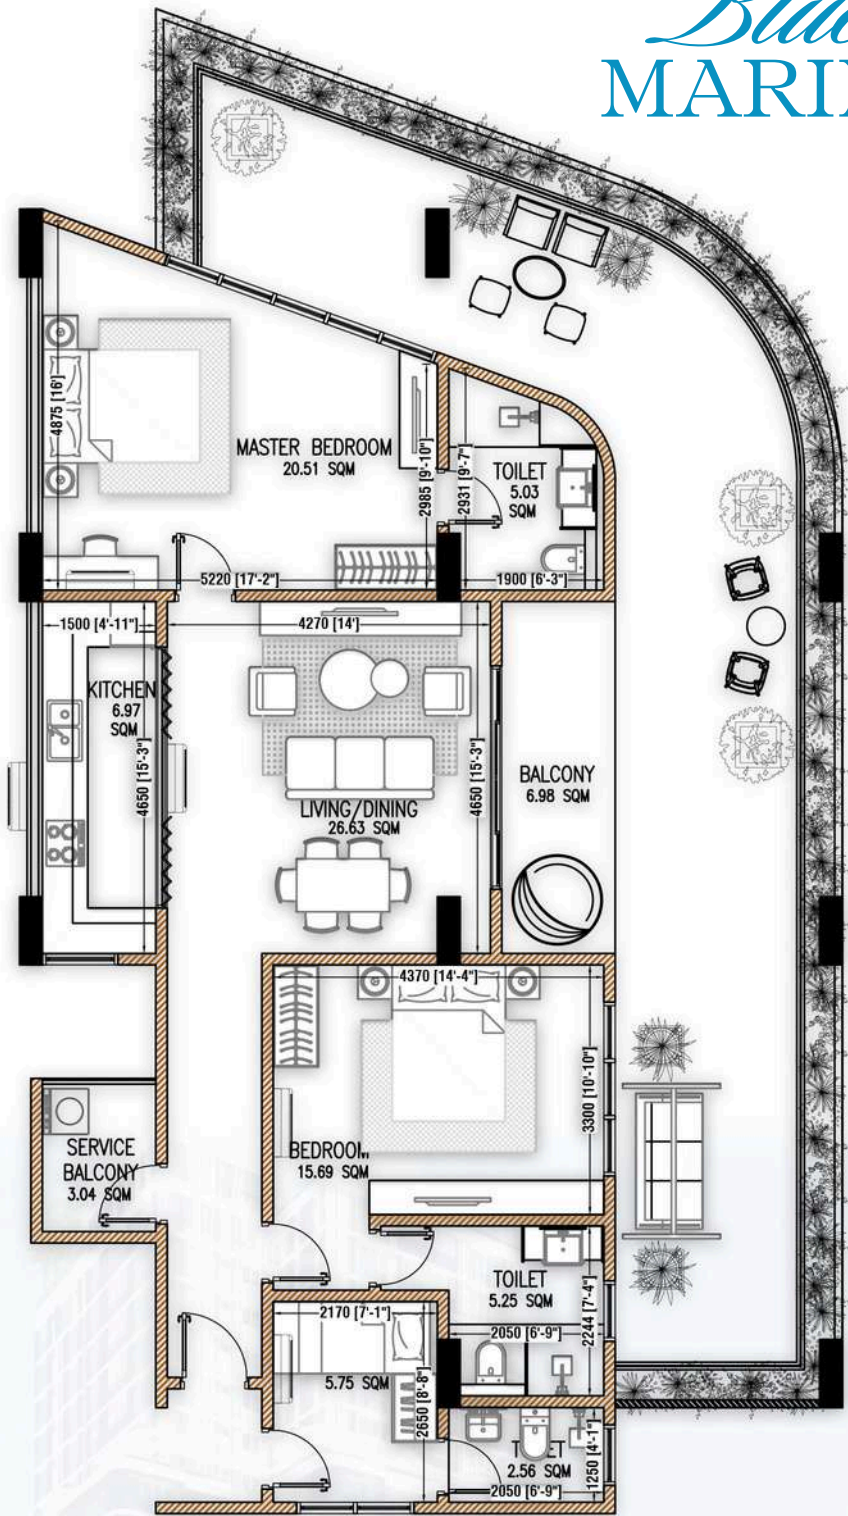 MARI
4875 [16']
MASTER BEDROOM
20.51 SQM
2985 [9'-10"]
2931 [9'-7"]
TOILET
5.03
SQM
5220 [17'-2"]
1900 [6'-3"]
1500 [4'-11"]
4270 [14']
KITCHEN
6.97
SQM
4650 [15'-3"]
4650 [15'-3"]
LIVING/DINING
26.63 SQM
BALCONY
6.98 SQM
4370 [14'-4"]
3300 [10'-10"]
BEDROOM
15.69 SQM
SERVICE
BALCONY
3.04 SQM
TOILET
5.25 SQM
2244 [7'-4"]
2050 [6'-9"]
2170 [7'-1"]
5.75 SQM
2650 [8'-8"]
TOILET
2.56 SQM
1250 [4'-1"]
2050 [6'-9"]